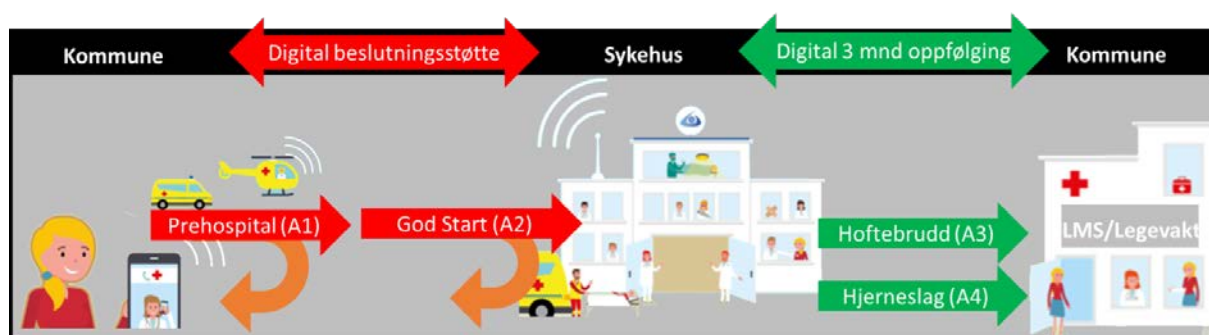 Digital beslutningsstøtte
Digital 3 mnd oppfølging
Kommune
Sykehus
Kommune
Prehospital (A1)
God Start (A2)
Hoftebrudd (A3)
LMS/Legevakt
Hjerneslag (A4)